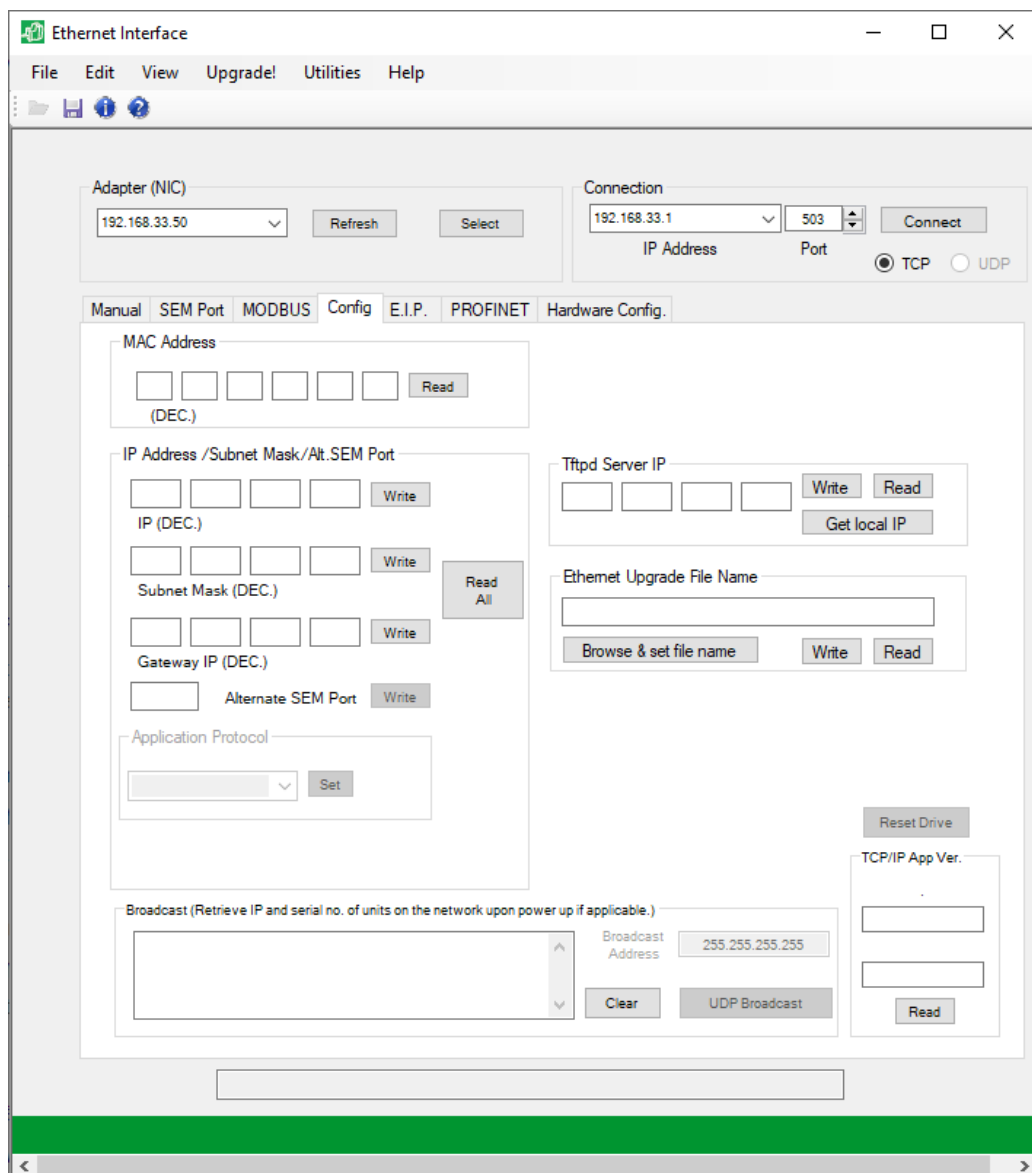 Ethernet Interface
File Edit View Upgrade! Utilities Help
Adapter (NIC)
192.168.33.50 Refresh Select
Connection
192.168.33.1 503 Connect
IP Address Port
TCP UDP
Manual SEM Port MODBUS Config E.I.P. PROFINET Hardware Config.
MAC Address
Read
(DEC.)
IP Address /Subnet Mask/Alt.SEM Port
Write
IP (DEC.)
Write
Subnet Mask (DEC.)
Read
All
Write
Gateway IP (DEC.)
Alternate SEM Port Write
Application Protocol
Set
Tftpd Server IP
Write Read
Get local IP
Ethernet Upgrade File Name
Browse & set file name Write Read
Reset Drive
TCP/IP App Ver.
.
Read
Broadcast (Retrieve IP and serial no. of units on the network upon power up if applicable.)
Broadcast
Address
255.255.255.255
Clear UDP Broadcast